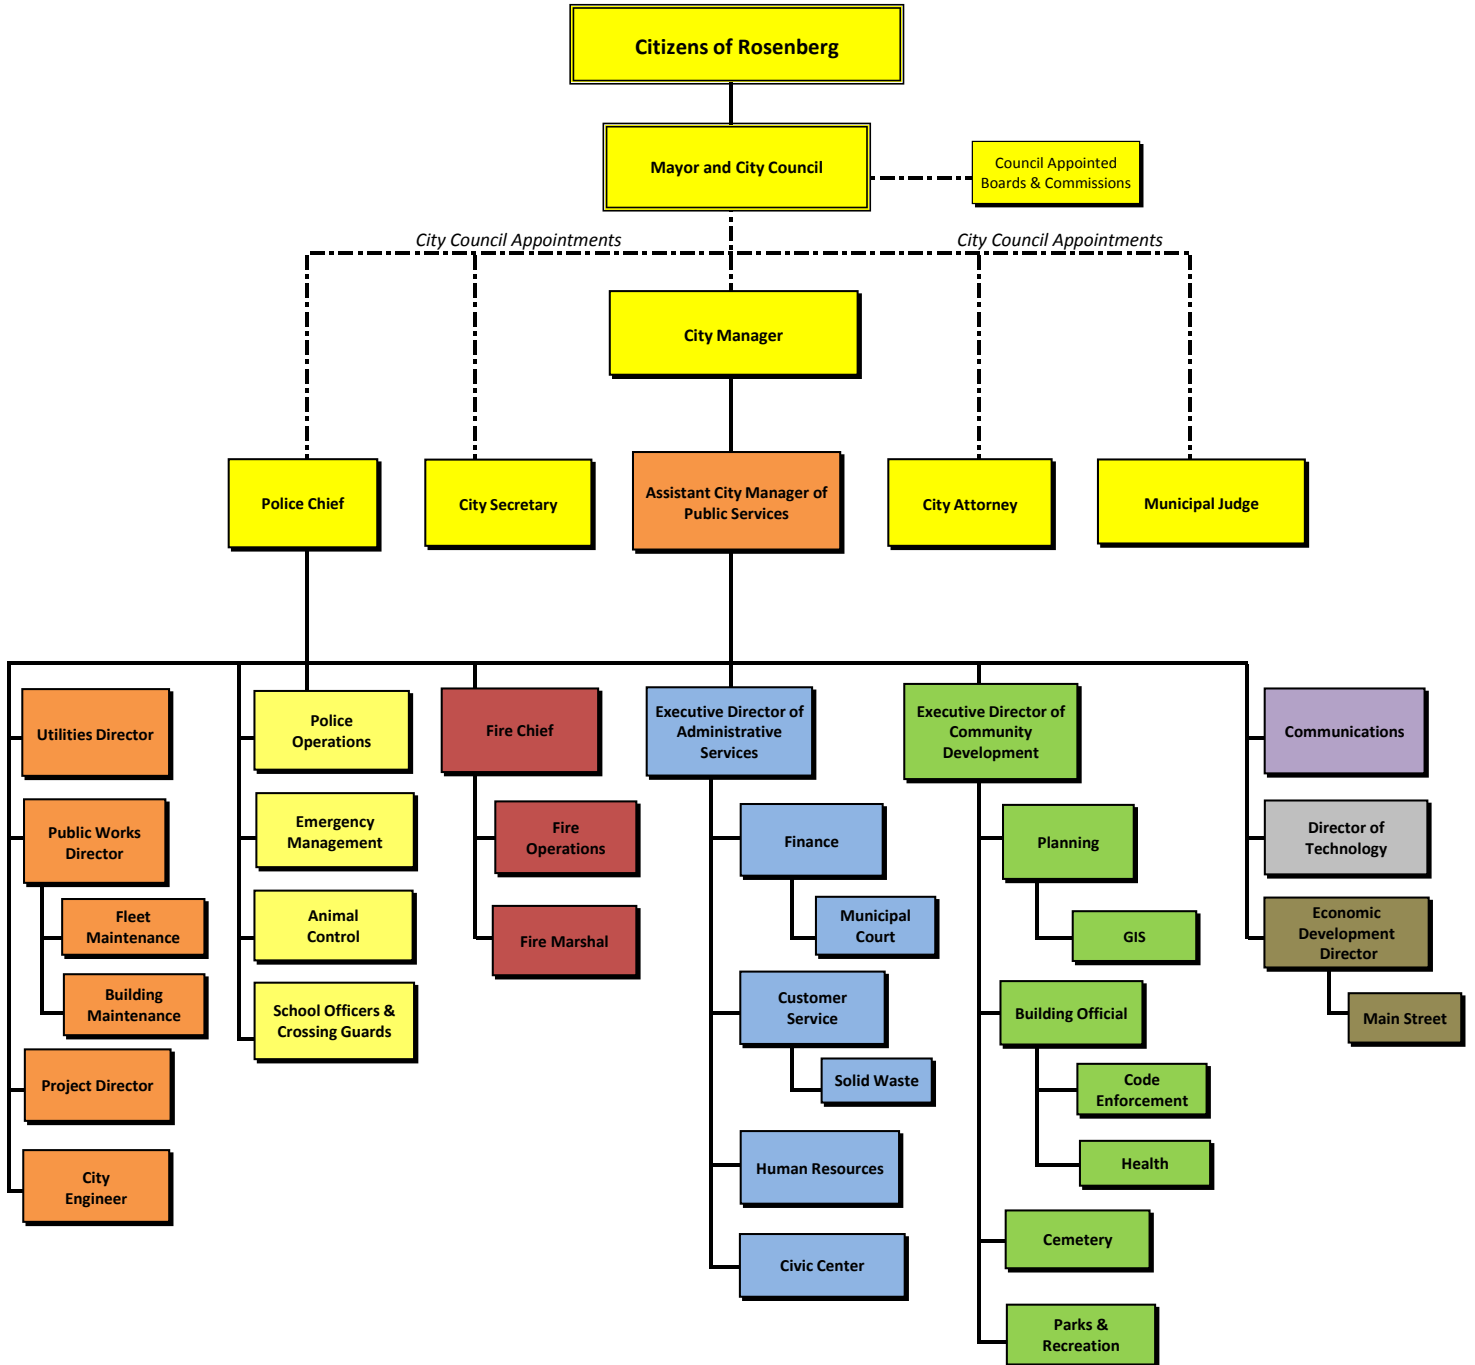 Citizens of Rosenberg
Mayor and City Council
Council Appointed
Boards & Commissions
City Council Appointments
City Council Appointments
City Manager
Police Chief
City Secretary
Assistant City Manager of
Public Services
City Attorney
Municipal Judge
Utilities Director
Public Works
Director
Fleet
Maintenance
Building
Maintenance
Project Director
City
Engineer
Police
Operations
Emergency
Management
Animal
Control
School Officers &
Crossing Guards
Fire Chief
Fire
Operations
Fire Marshal
Executive Director of
Administrative
Services
Finance
Municipal
Court
Customer
Service
Solid Waste
Human Resources
Civic Center
Executive Director of
Community
Development
Planning
GIS
Building Official
Code
Enforcement
Health
Cemetery
Parks &
Recreation
Communications
Director of
Technology
Economic
Development
Director
Main Street